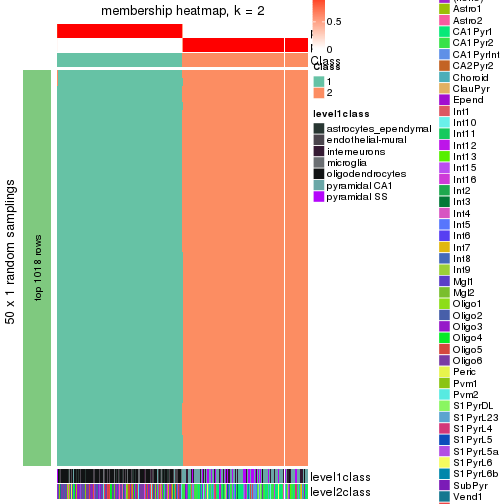 membership heatmap, k = 2
p
p
Class
50 x 1 random samplings
top 1018 rows
level1class
level2class
0.5
0
Class
1
2
level1class
astrocytes_ependymal
endothelial-mural
interneurons
microglia
oligodendrocytes
pyramidal CA1
pyramidal SS
(none)
Astro1
Astro2
CA1Pyr1
CA1Pyr2
CA1PyrInt
CA2Pyr2
Choroid
ClauPyr
Epend
Int1
Int10
Int11
Int12
Int13
Int15
Int16
Int2
Int3
Int4
Int5
Int6
Int7
Int8
Int9
Mgl1
Mgl2
Oligo1
Oligo2
Oligo3
Oligo4
Oligo5
Oligo6
Peric
Pvm1
Pvm2
S1PyrDL
S1PyrL23
S1PyrL4
S1PyrL5
S1PyrL5a
S1PyrL6
S1PyrL6b
SubPyr
Vend1